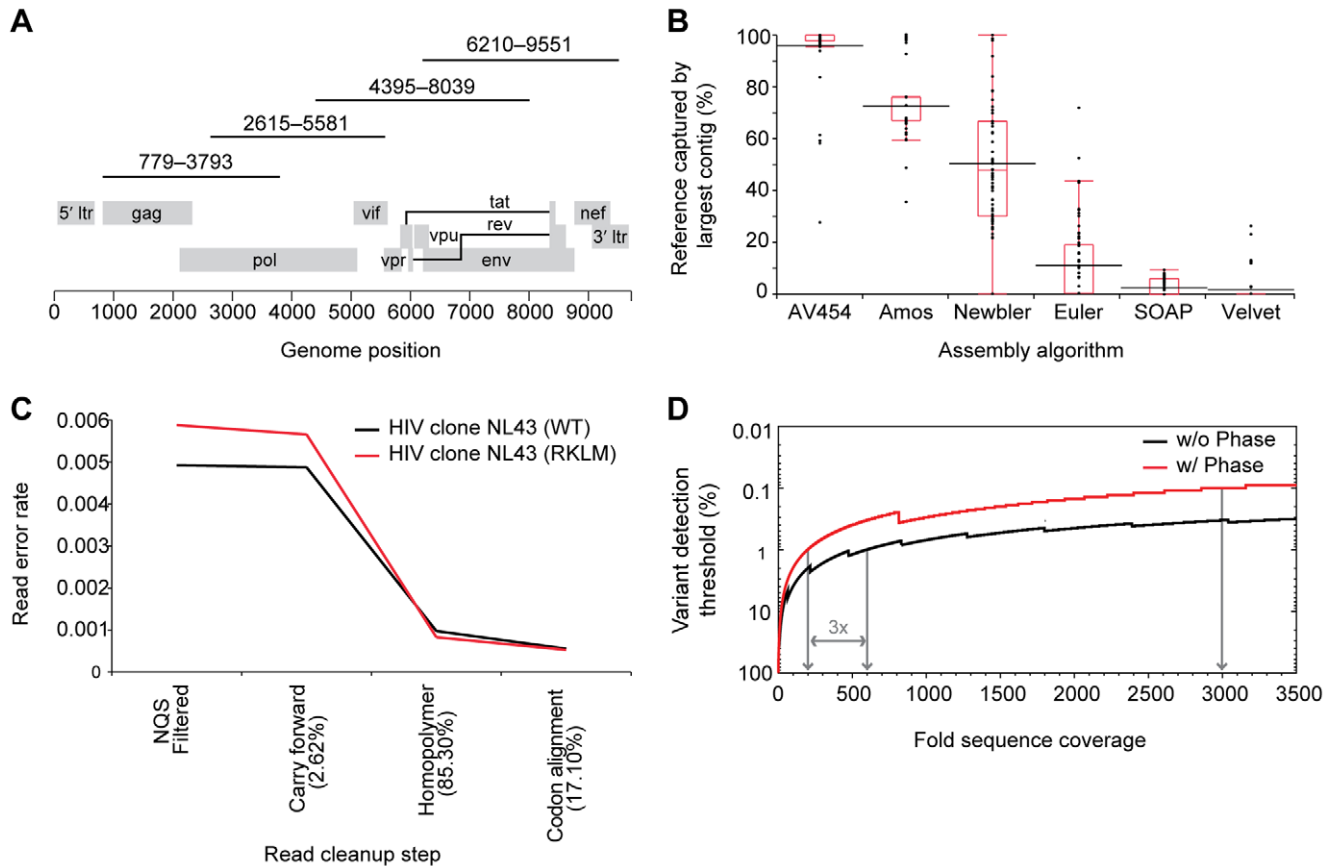 A
6210–9551
4395–8039
2615–5581
779–3793
5′ ltr
gag
vif
tat
nef
rev
vpu
3′ ltr
pol
vpr
env
0 1000 2000 3000 4000 5000 6000 7000 8000 9000
Genome position
B
Reference captured by
largest contig (%)
100
80
60
40
20
0
AV454 Amos Newbler Euler SOAP Velvet
Assembly algorithm
C
Read error rate
0.006
0.005
0.004
0.003
0.002
0.001
0
HIV clone NL43 (WT)
HIV clone NL43 (RKLM)
NQS
Filtered
Carry forward
(2.62%)
Homopolymer
(85.30%)
Codon alignment
(17.10%)
Read cleanup step
D
Variant detection
threshold (%)
0.01
0.1
1
10
100
w/o Phase
w/ Phase
3x
0 500 1000 1500 2000 2500 3000 3500
Fold sequence coverage